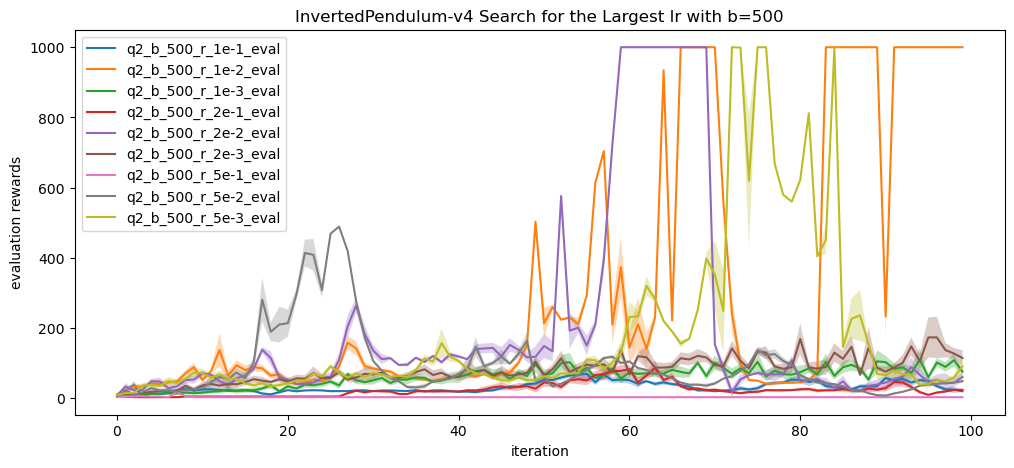 InvertedPendulum-v4 Search for the Largest lr with b=500
evaluation rewards
1000
800
600
400
200
0
q2_b_500_r_1e-1_eval
q2_b_500_r_1e-2_eval
q2_b_500_r_1e-3_eval
q2_b_500_r_2e-1_eval
q2_b_500_r_2e-2_eval
q2_b_500_r_2e-3_eval
q2_b_500_r_5e-1_eval
q2_b_500_r_5e-2_eval
q2_b_500_r_5e-3_eval
0 20 40 60 80 100
iteration